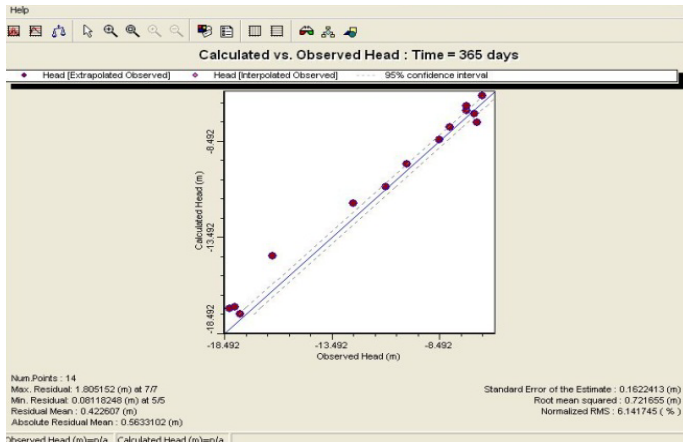 Help
Calculated vs. Observed Head : Time = 365 days
Head [Extrapolated Observed] Head [Interpolated Observed] 95% confidence interval
Calculated Head (m)
-8.492
-13.492
-18.492
-18.492 -13.492 -8.492
Observed Head (m)
Num.Points : 14
Max. Residual: 1.805152 (m) at 7/7
Min. Residual: 0.08118248 (m) at 5/5
Residual Mean : 0.422607 (m)
Absolute Residual Mean : 0.5633102 (m)
Standard Error of the Estimate : 0.1622413 (m)
Root mean squared : 0.721655 (m)
Normalized RMS : 6.141745 ( % )
Observed Head (m)=n/a Calculated Head (m)=n/a